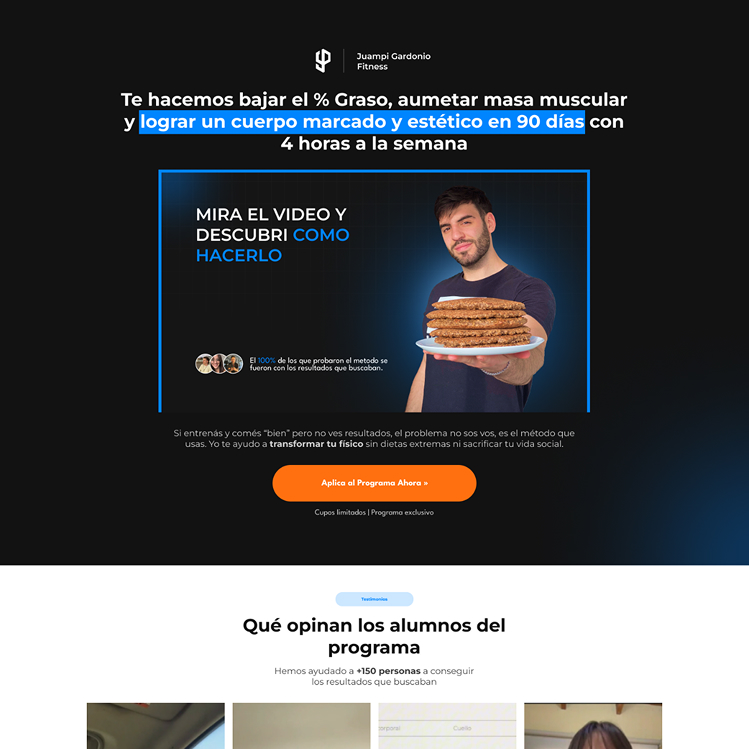 Juampi Gardonio
Fitness
Te hacemos bajar el % Graso, aumetar masa muscular
y lograr un cuerpo marcado y estético en 90 días con
4 horas a la semana
MIRA EL VIDEO Y
DESCUBRI COMO
HACERLO
El 100% de los que probaron el metodo se
fueron con los resultados que buscaban.
Si entrenás y comés “bien” pero no ves resultados, el problema no sos vos, es el método que
usas. Yo te ayudo a transformar tu físico sin dietas extremas ni sacrificar tu vida social.
Aplica al Programa Ahora »
Cupos limitados | Programa exclusivo
Testimonios
Qué opinan los alumnos del
programa
Hemos ayudado a +150 personas a conseguir
los resultados que buscaban
Cuello